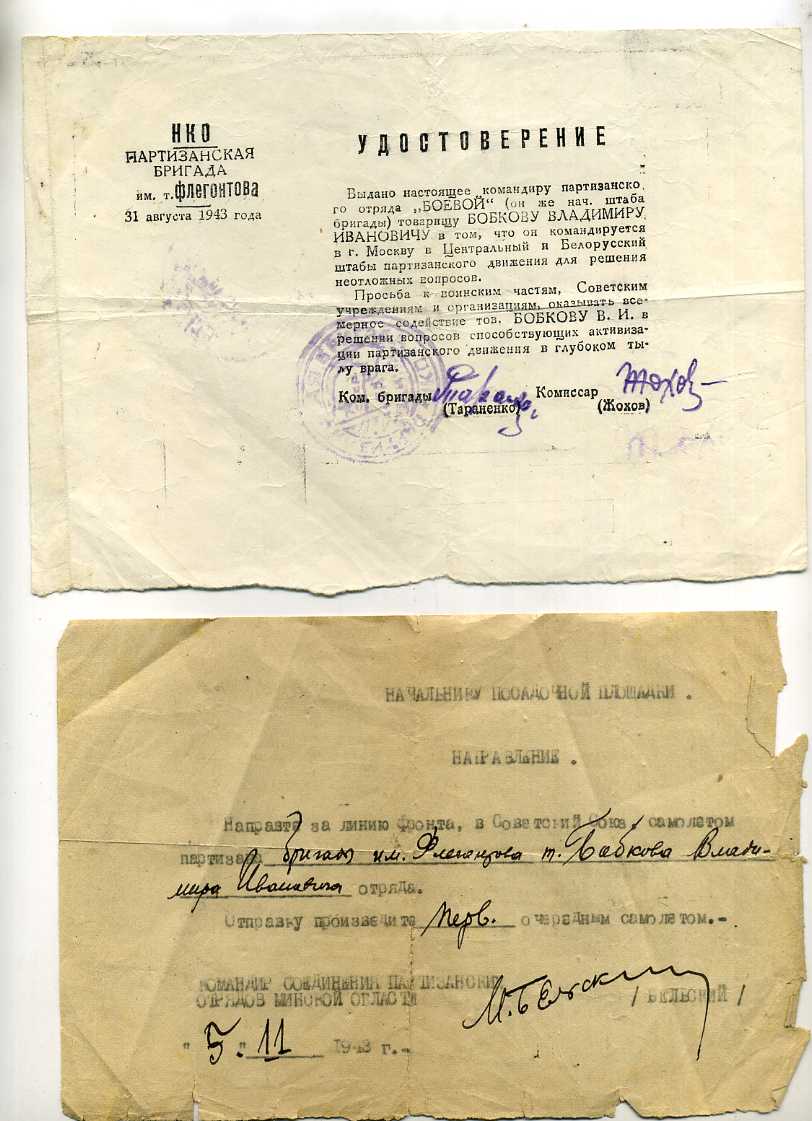 НКО
ПАРТИЗАНСКАЯ
БРИГАДА
им. т. ФЛЕГОНТОВА
31 августа 1943 года
УДОСТОВЕРЕНИЕ
Выдано настоящее командиру партизанско,
го отряда „БОЕВОЙ“ (он же нач. штаба
бригады) товарищу БОБКОВУ ВЛАДИМИРУ
ИВАНОВИЧУ в том, что он командируется
в г. Москву в Центральный и Белорусский
штабы партизанского движения для решения
неотложных вопросов.
Просьба к воинским частям, Советским
учреждениям и организациям, оказывать все-
мерное содействие тов. БОБКОВУ В. И. в
решении вопросов способствующих активиза-
ции партизанского движения в глубоком ты-
лу врага.
Ком. бригады Комиссар Жохов
(Тараненко) (Жохов)
НАЧАЛЬНИКУ ПОСАДОЧНОЙ ПЛОЩАДКИ .
НАПРАВЛЕНИЕ .
Направте за линию фронта, в Советский Союз, самолетом
партизана бригады им. Флегонтова т. Бобкова Влади-
мира Ивановича отряда.
Отправку произведите перв. очередным самолетом.-
КОМАНДИР СОЕДИНЕНИЯ ПАРТИЗАНСКИХ
ОТРЯДОВ МИНСКОЙ ОБЛАСТИ М. Бельский / БЕЛЬСКИЙ /
" 5. " 11 1943 г.-